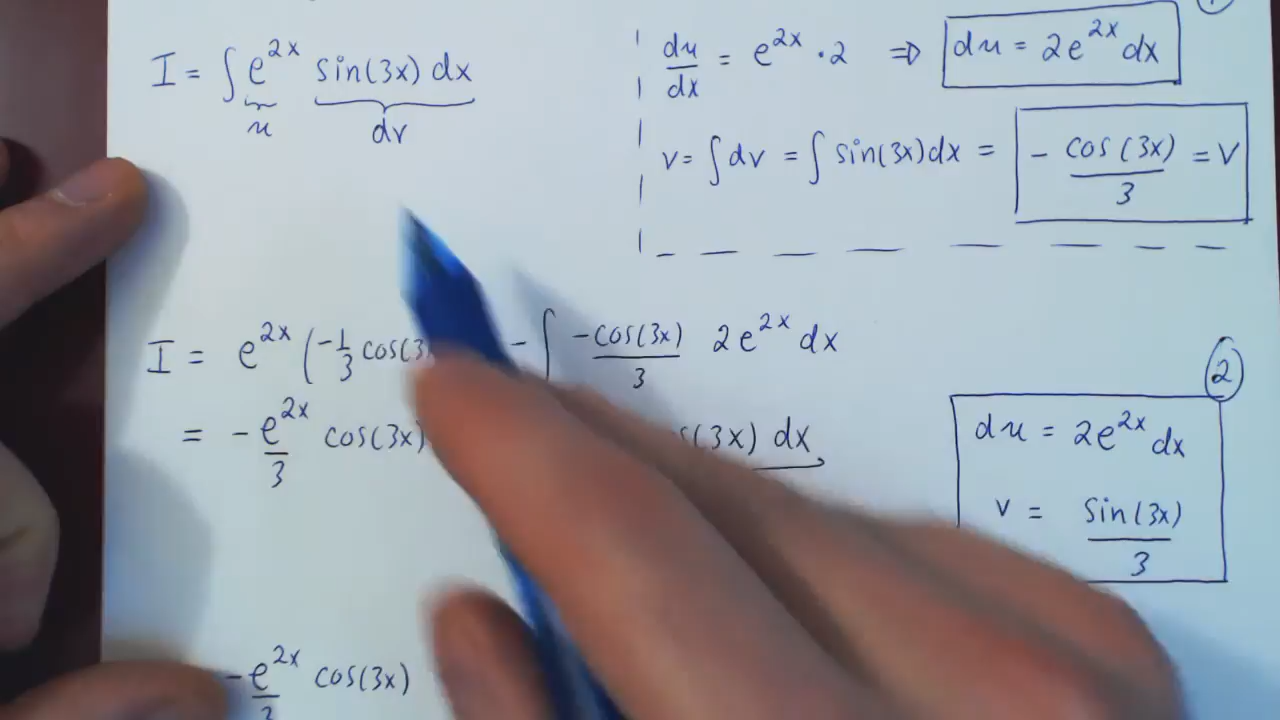 I = ∫ e^{2x} sin(3x) dx
u dv
du/dx = e^{2x} · 2 ⇒ du = 2e^{2x} dx
v = ∫ dv = ∫ sin(3x) dx = - cos(3x)/3 = v
I = e^{2x} (-1/3 cos(3 - ∫ -cos(3x)/3 2e^{2x} dx
= - e^{2x}/3 cos(3x) s(3x) dx
2
du = 2e^{2x} dx
v = sin(3x)/3
- e^{2x}/3 cos(3x)